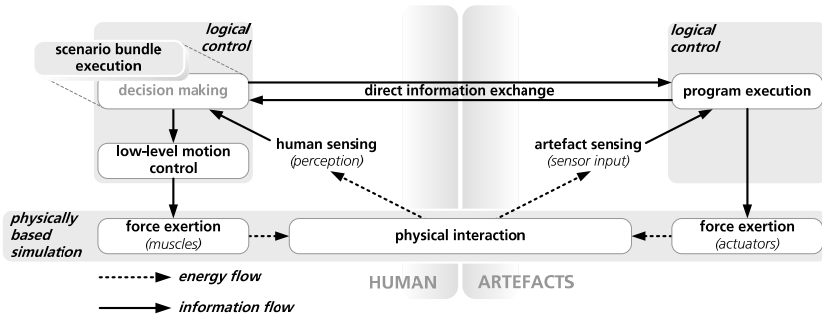 logical
control
scenario bundle
execution
decision making
direct information exchange
logical
control
program execution
human sensing
(perception)
artefact sensing
(sensor input)
low-level motion
control
physically
based
simulation
force exertion
(muscles)
physical interaction
force exertion
(actuators)
energy flow
HUMAN
ARTEFACTS
information flow